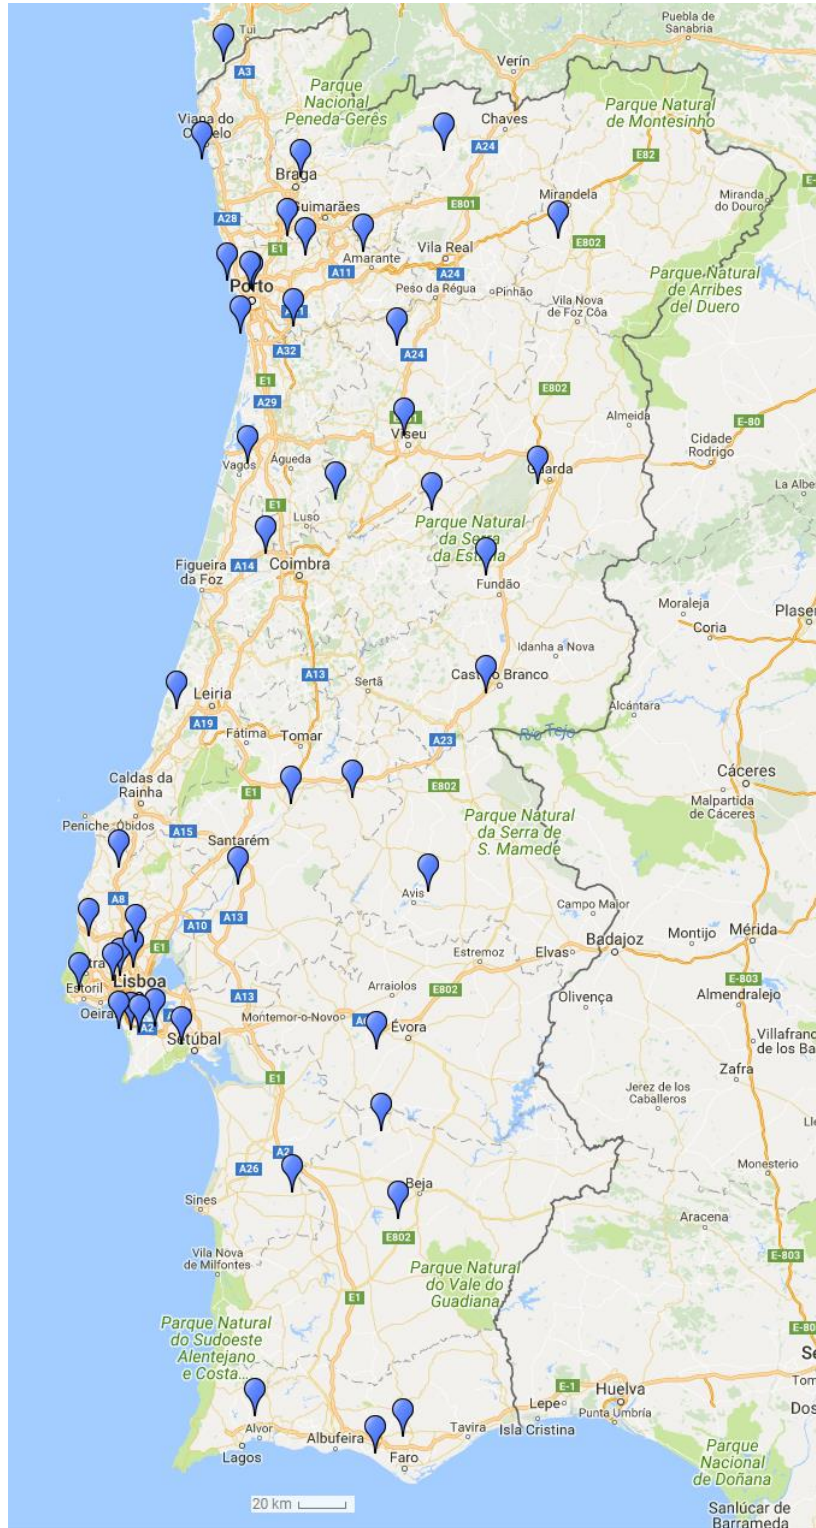 Tui
Puebla de
Sanabria
A3
Verín
Parque
Nacional
Peneda-Gerês
Chaves
Parque Natural
de Montesinho
Viana do
A24
E82
Braga
Mirandela
Miranda
do Douro
Guimarães
E801
A28
E1
Amarante
Vila Real
E802
A11
A24
Parque Natural
de Arribes
del Duero
Porto
Peso da Régua
Pinhão
Vila Nova
de Foz Côa
A32
A24
E1
E802
A29
Almeida
E-80
Viseu
Ciudad
Rodrigo
Vagos
Águeda
Guarda
La Albe
E1
Luso
Parque Natural
da Serra
da Estrela
A14
Coimbra
Figueira
da Foz
Fundão
Moraleja
Plasen
Coria
Idanha a Nova
A13
Sertã
Castelo Branco
Leiria
Alcántara
A19
Fátima
Tomar
A23
Rio Tejo
Cáceres
Caldas da
Rainha
E1
E802
Malpartida
de Cáceres
Peniche
Óbidos
A15
Parque Natural
da Serra de
S. Mamede
Santarém
A8
Avis
Campo Maior
A10
A13
Mérida
Badajoz
Montijo
E1
Estremoz
Elvas
E-803
Lisboa
Estoril
Arraiolos
E802
Olivença
Almendralejo
A13
Oeira
A2
Montemor-o-Novo
Évora
Villafran
de los Ba
Setúbal
E1
Zafra
Jerez de los
Caballeros
A2
Monesterio
A26
Beja
Sines
Aracena
E802
E-803
Vila Nova
de Milfontes
Parque Natural
do Vale do
Guadiana
E1
Parque Natural
do Sudoeste
Alentejano
e Costa...
E-1
Huelva
Lepe
Alvor
Albufeira
Tavira
Isla Cristina
Punta Umbría
Lagos
Faro
Parque
Nacional
de Doñana
20 km
Sanlúcar de
Barrameda